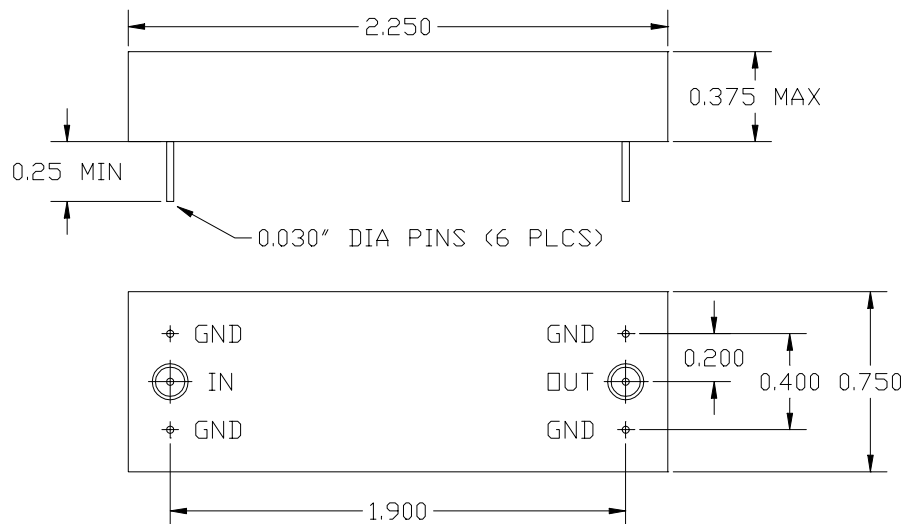 2.250
0.375 MAX
0.25 MIN
0.030" DIA PINS (6 PLCS)
GND GND
0.200
IN OUT 0.400 0.750
GND GND
1.900